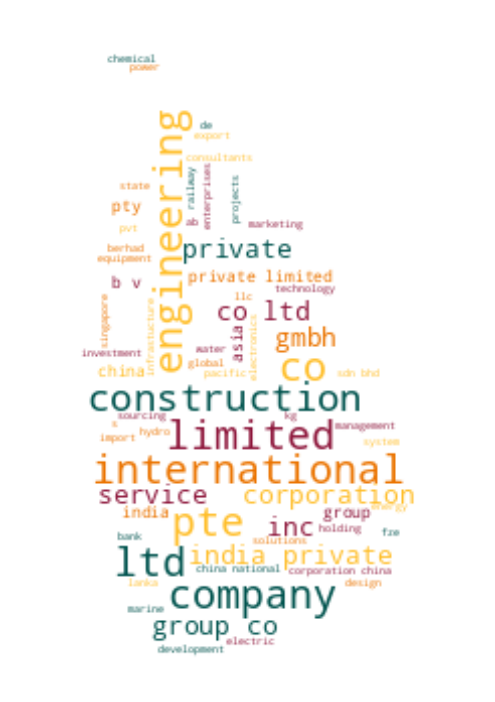 chemical
power
engineering
de
export
consultants
railway
enterprises
projects
state
pty
ab
marketing
pvt
private
berhad
equipment
private limited
b v
technology
llc
singapore
infrastucture
co ltd
asia
electronics
gmbh
water
investment
global
co
china
pacific
sdn bhd
construction
sourcing
kg
s
limited
management
import
hydro
system
international
service
corporation
energy
india
pte
group
inc
holding
fze
bank
solutions
ltd
india private
china national
corporation china
lanka
design
company
marine
group co
electric
development